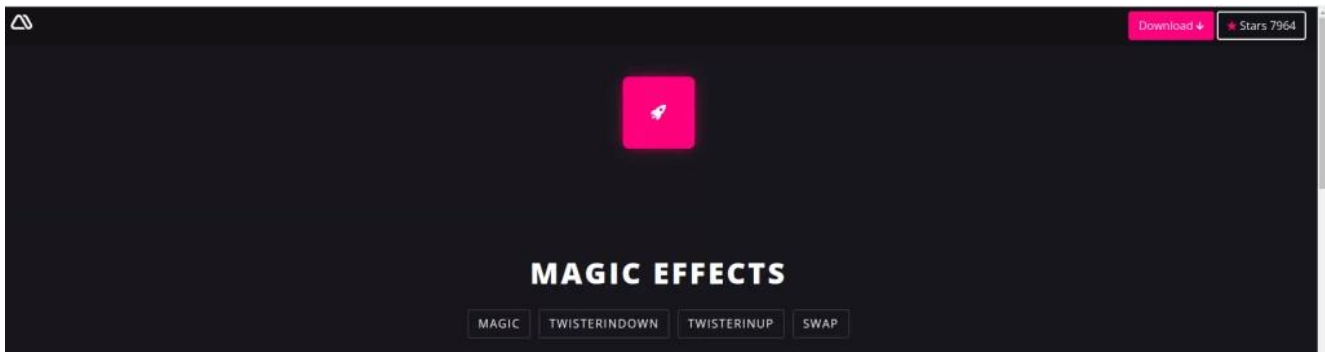 Download ↓ ★ Stars 7964
MAGIC EFFECTS
MAGIC TWISTERINDOWN TWISTERINUP SWAP